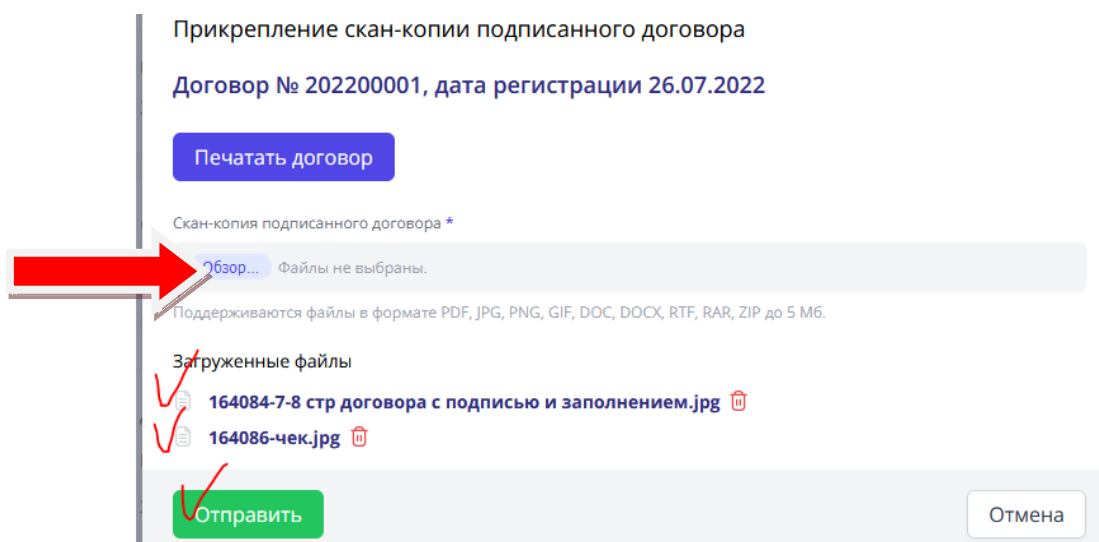 Прикрепление скан-копии подписанного договора
Договор № 202200001, дата регистрации 26.07.2022
Печатать договор
Скан-копия подписанного договора *
Обзор... Файлы не выбраны.
Поддерживаются файлы в формате PDF, JPG, PNG, GIF, DOC, DOCX, RTF, RAR, ZIP до 5 Мб.
Загруженные файлы
164084-7-8 стр договора с подписью и заполнением.jpg
164086-чек.jpg
Отправить
Отмена